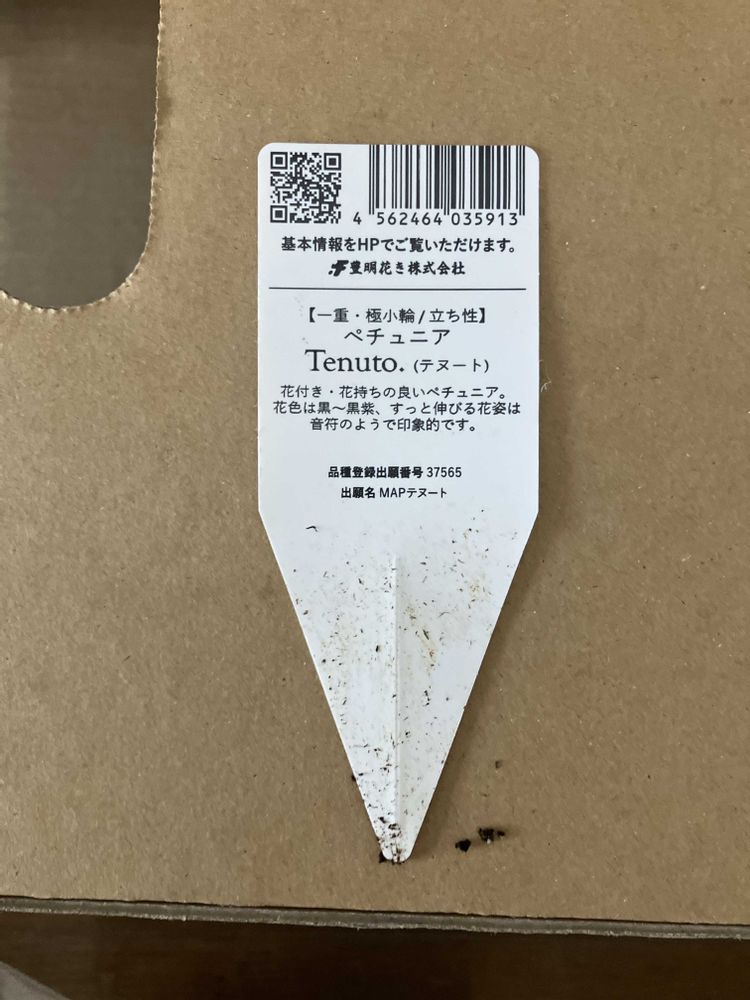 4 562464 035913
基本情報をHPでご覧いただけます。
豊明花き株式会社
【一重・極小輪/立ち性】
ペチュニア
Tenuto. (テヌート)
花付き・花持ちの良いペチュニア。
花色は黒〜黒紫、すっと伸びる花姿は
音符のようで印象的です。
品種登録出願番号 37565
出願名 MAPテヌート